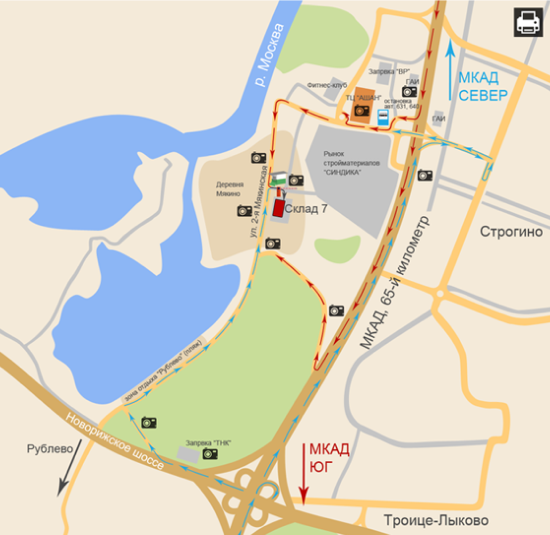 р. Москва
МКАД
СЕВЕР
Заправка "BP"
ГАИ
Фитнес-клуб
ТЦ "АШАН"
остановка
авт. 631, 640
ГАИ
Рынок
стройматериалов
"СИНДИКА"
Деревня
Мякино
ул. 2-я Мякинская
Склад 7
Строгино
МКАД, 65-й километр
зона отдыха "Рублево" (пляж)
Новорижское шоссе
Рублево
Заправка "ТНК"
МКАД
ЮГ
Троице-Лыково